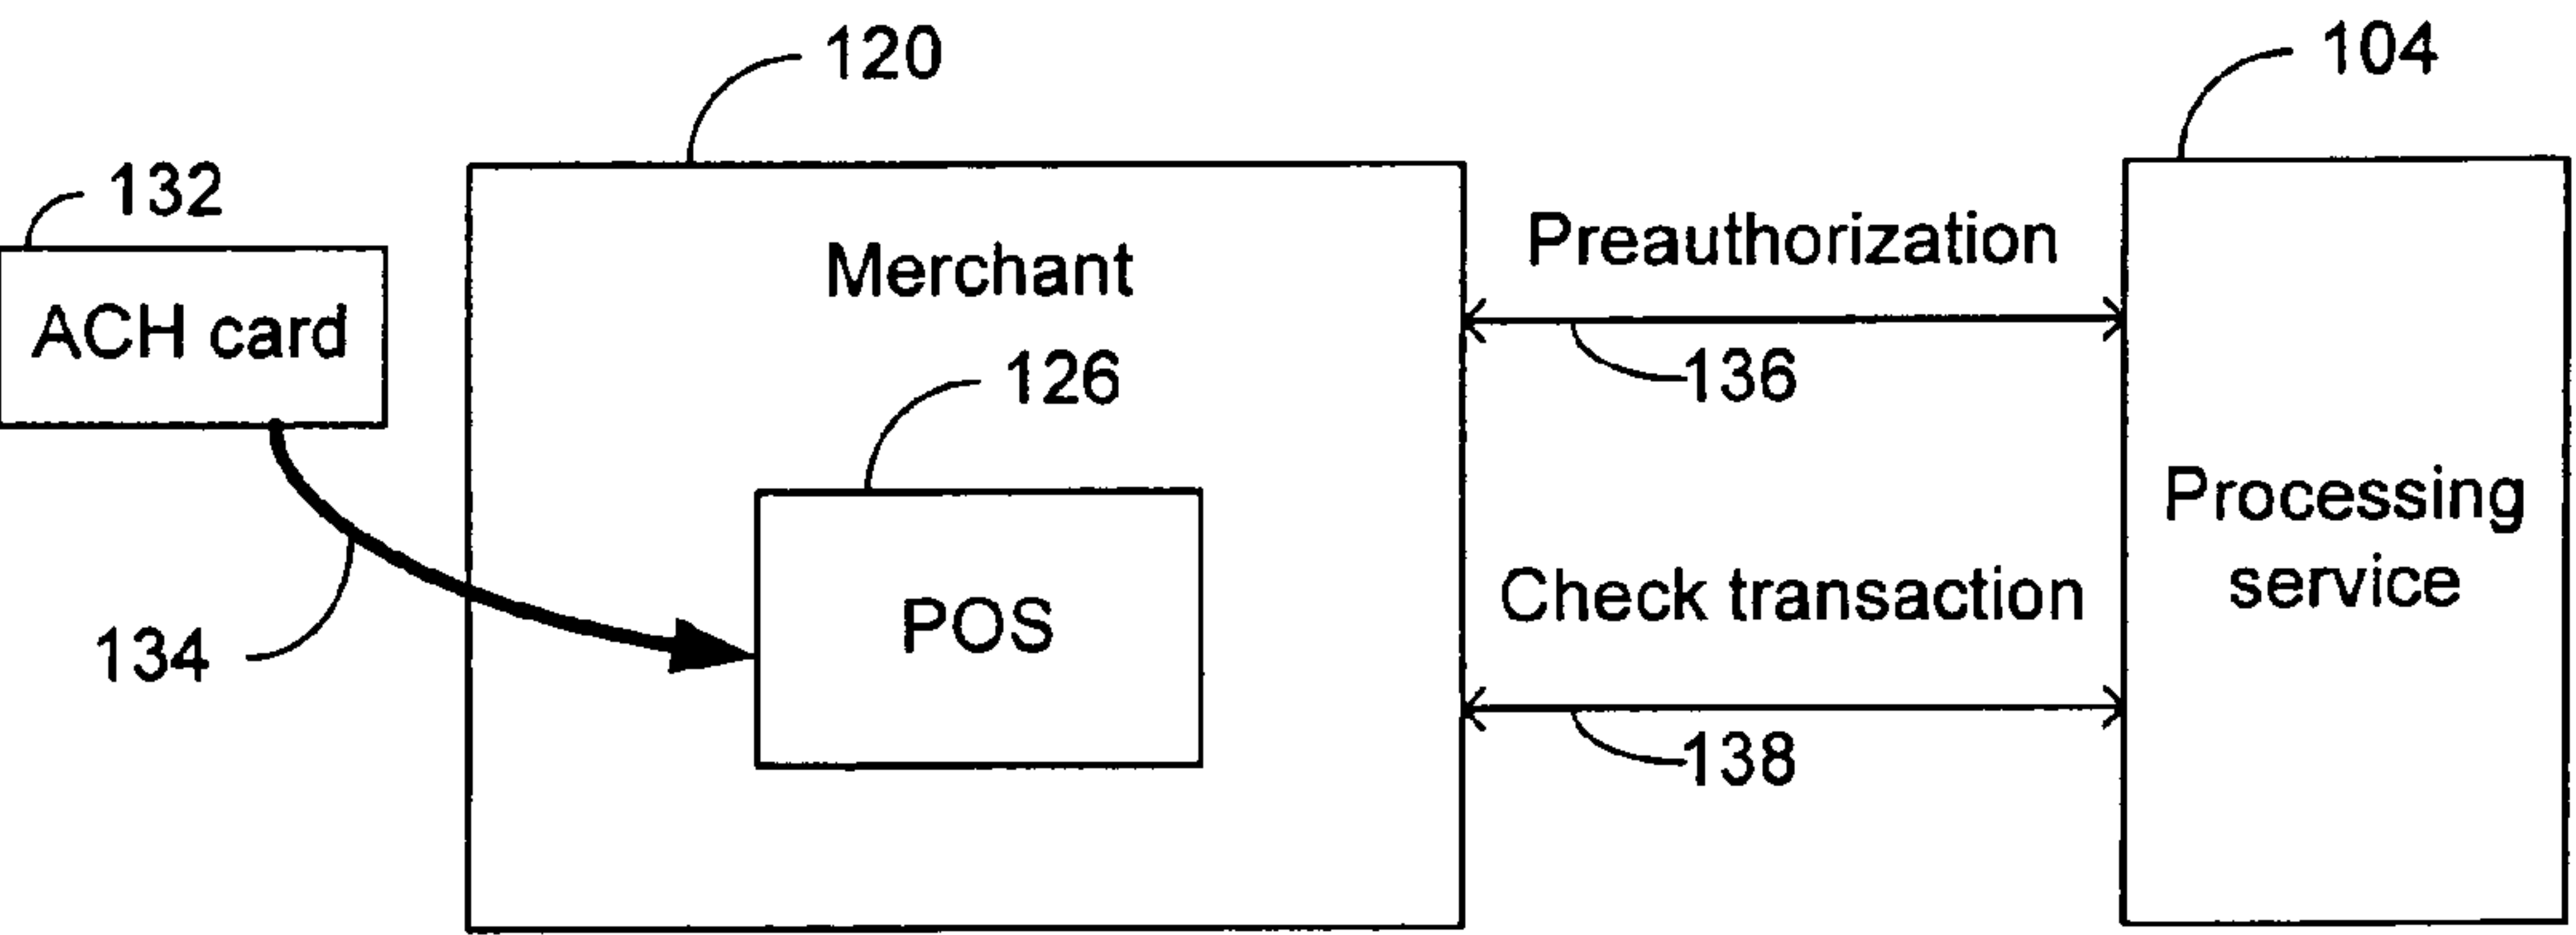 120
104
132
ACH card
Merchant
Preauthorization
136
126
134
POS
Check transaction
138
Processing
service